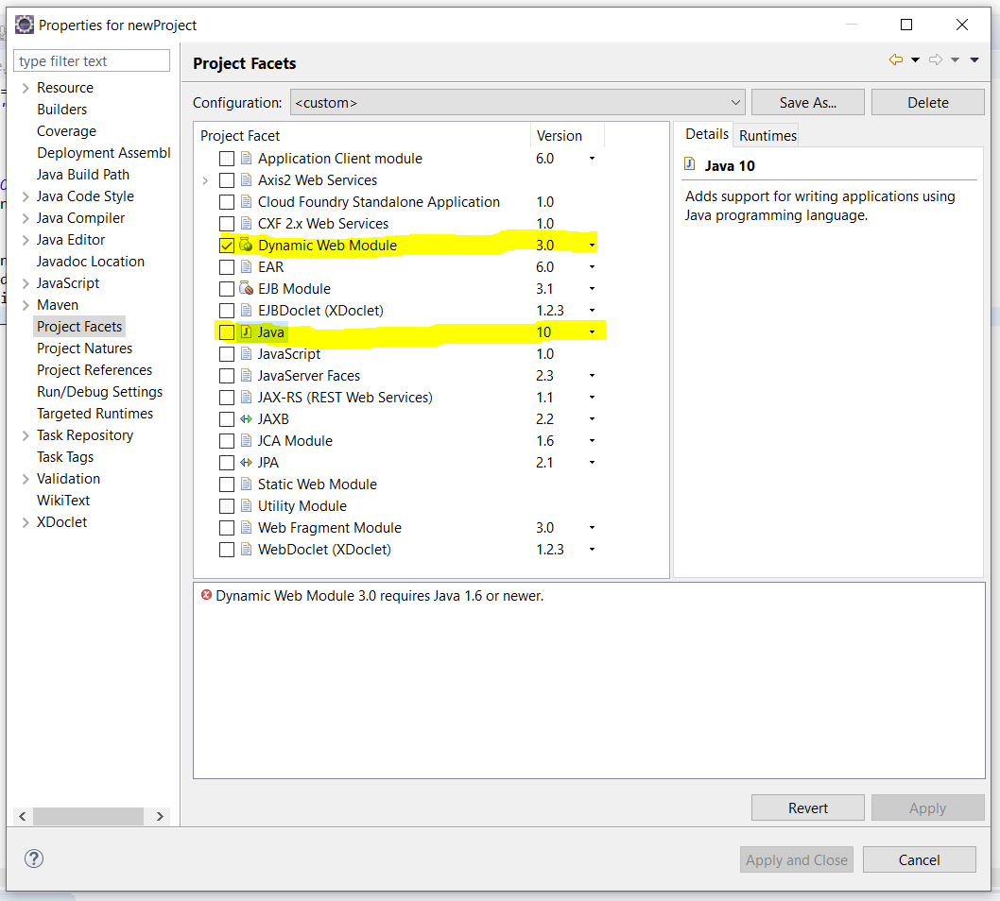 Properties for newProject
type filter text
Resource
Builders
Coverage
Deployment Assembl
Java Build Path
Java Code Style
Java Compiler
Java Editor
Javadoc Location
JavaScript
Maven
Project Facets
Project Natures
Project References
Run/Debug Settings
Targeted Runtimes
Task Repository
Task Tags
Validation
WikiText
XDoclet
Project Facets
Configuration: <custom> Save As... Delete
Project Facet Version
Application Client module 6.0
Axis2 Web Services
Cloud Foundry Standalone Application 1.0
CXF 2.x Web Services 1.0
Dynamic Web Module 3.0
EAR 6.0
EJB Module 3.1
EJBDoclet (XDoclet) 1.2.3
Java 10
JavaScript 1.0
JavaServer Faces 2.3
JAX-RS (REST Web Services) 1.1
JAXB 2.2
JCA Module 1.6
JPA 2.1
Static Web Module
Utility Module
Web Fragment Module 3.0
WebDoclet (XDoclet) 1.2.3
Details Runtimes
Java 10
Adds support for writing applications using
Java programming language.
Dynamic Web Module 3.0 requires Java 1.6 or newer.
Revert Apply
Apply and Close Cancel